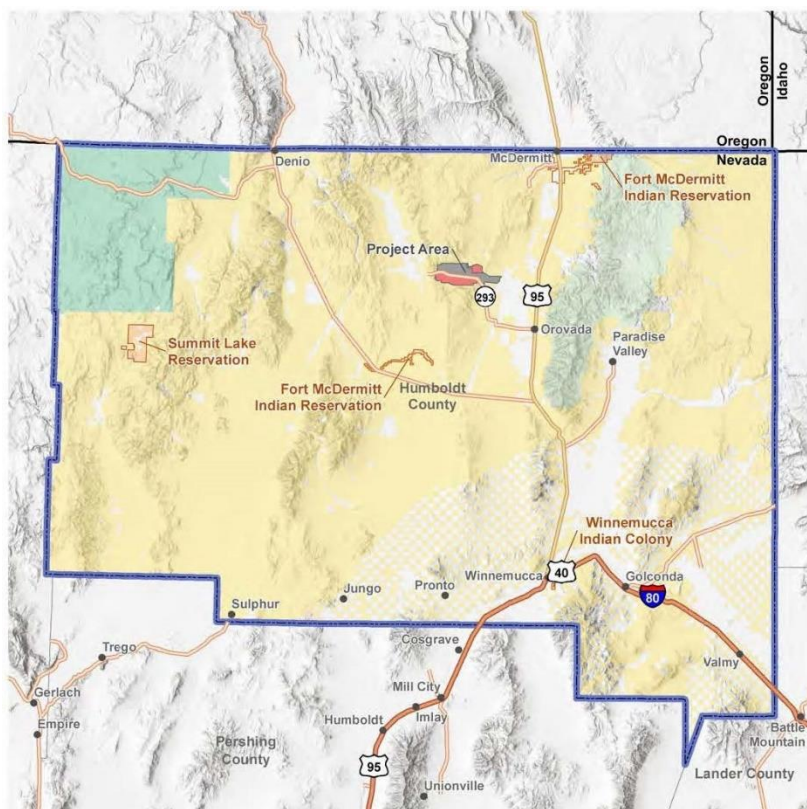 Oregon
Idaho
Oregon
Nevada
Denio
McDermitt
Fort McDermitt
Indian Reservation
Project Area
293
95
Orovada
Summit Lake
Reservation
Paradise
Valley
Fort McDermitt
Indian Reservation
Humboldt
County
Winnemucca
Indian Colony
Jungo
Pronto
Winnemucca
40
Golconda
80
Sulphur
Cosgrave
Trego
Valmy
Gerlach
Mill City
Empire
Humboldt
Imlay
Battle
Mountain
Pershing
County
95
Lander County
Unionville